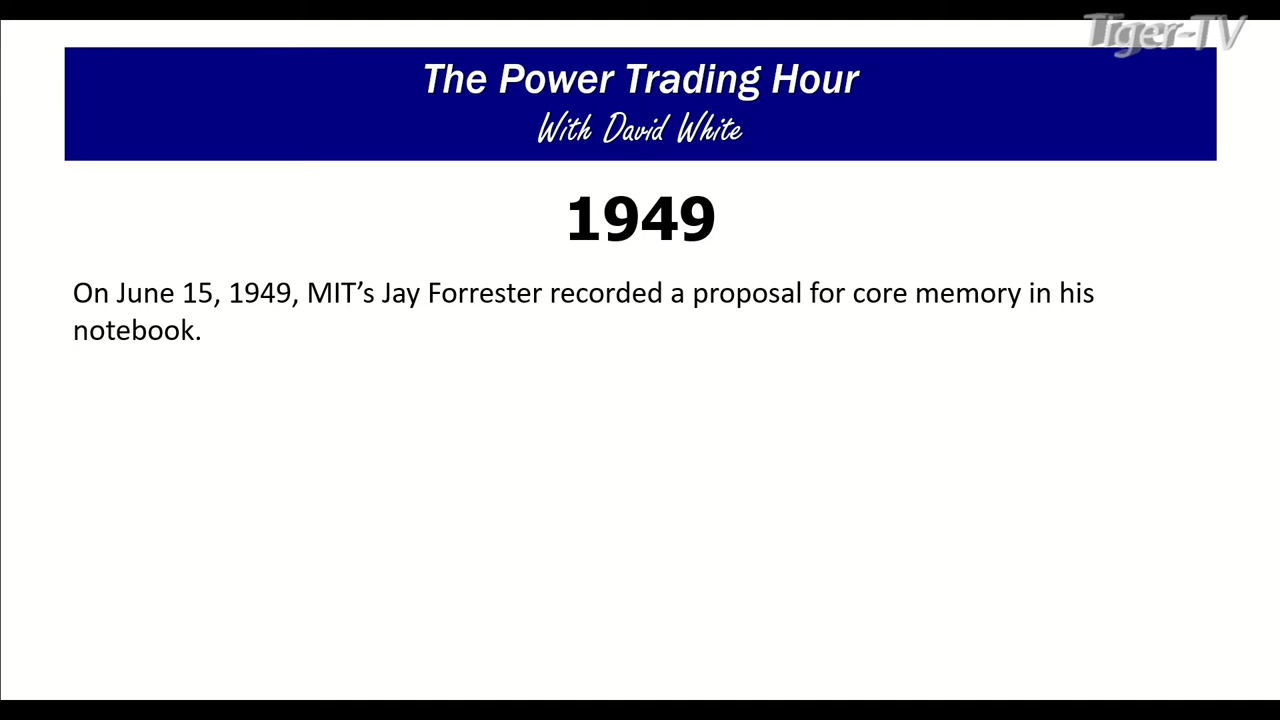 Tiger-TV
The Power Trading Hour
With David White
1949
On June 15, 1949, MIT’s Jay Forrester recorded a proposal for core memory in his
notebook.